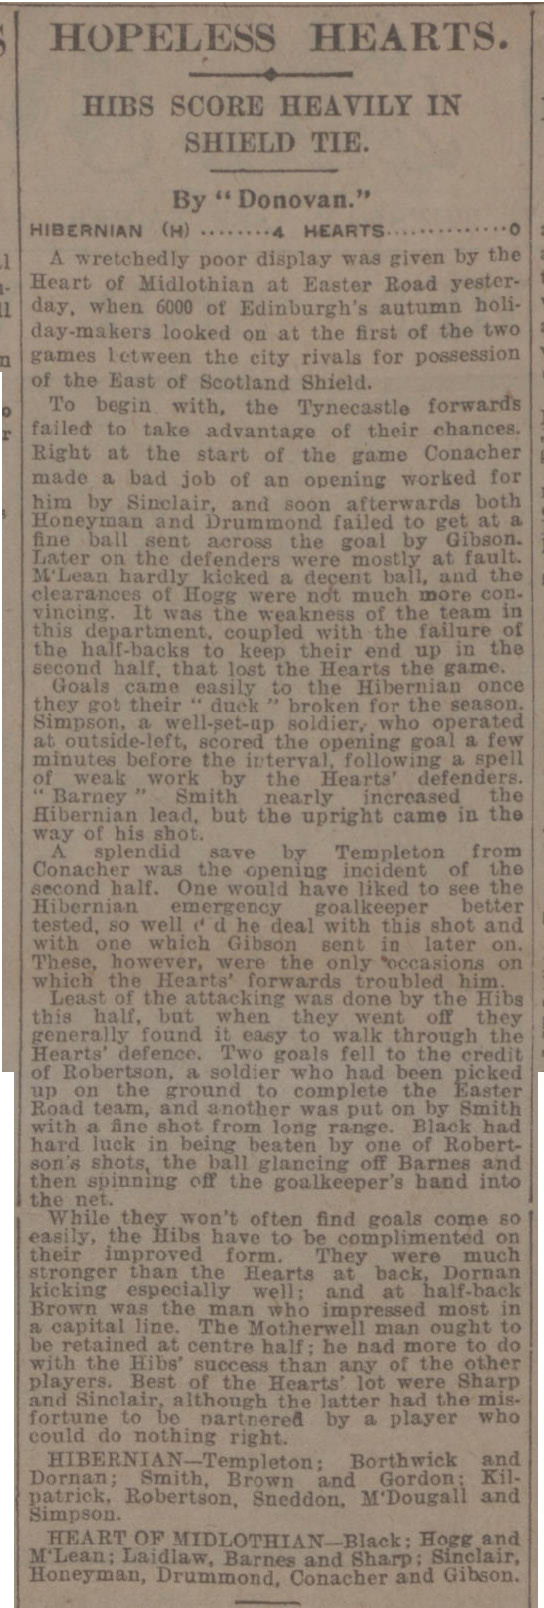 HOPELESS HEARTS.
HIBS SCORE HEAVILY IN
SHIELD TIE.
By "Donovan."
HIBERNIAN (H) ........4 HEARTS..............0
A wretchedly poor display was given by the
Heart of Midlothian at Easter Road yester-
day, when 6000 of Edinburgh's autumn holi-
day-makers looked on at the first of the two
games between the city rivals for possession
of the East of Scotland Shield.
To begin with, the Tynecastle forwards
failed to take advantage of their chances.
Right at the start of the game Conacher
made a bad job of an opening worked for
him by Sinclair, and soon afterwards both
Honeyman and Drummond failed to get at a
fine ball sent across the goal by Gibson.
Later on the defenders were mostly at fault.
M'Lean hardly kicked a decent ball, and the
clearances of Hogg were not much more con-
vincing. It was the weakness of the team in
this department, coupled with the failure of
the half-backs to keep their end up in the
second half, that lost the Hearts the game.
Goals came easily to the Hibernian once
they got their "duck" broken for the season.
Simpson, a well-set-up soldier, who operated
at outside-left, scored the opening goal a few
minutes before the interval, following a spell
of weak work by the Hearts' defenders.
"Barney" Smith nearly increased the
Hibernian lead, but the upright came in the
way of his shot.
A splendid save by Templeton from
Conacher was the opening incident of the
second half. One would have liked to see the
Hibernian emergency goalkeeper better
tested, so well did he deal with this shot and
with one which Gibson sent in later on.
These, however, were the only occasions on
which the Hearts' forwards troubled him.
Least of the attacking was done by the Hibs
this half, but when they went off they
generally found it easy to walk through the
Hearts' defence. Two goals fell to the credit
of Robertson, a soldier who had been picked
up on the ground to complete the Easter
Road team, and another was put on by Smith
with a fine shot from long range. Black had
hard luck in being beaten by one of Robert-
son's shots, the ball glancing off Barnes and
then spinning off the goalkeeper's hand into
the net.
While they won't often find goals come so
easily, the Hibs have to be complimented on
their improved form. They were much
stronger than the Hearts at back, Dornan
kicking especially well; and at half-back
Brown was the man who impressed most in
a capital line. The Motherwell man ought to
be retained at centre half; he had more to do
with the Hibs' success than any of the other
players. Best of the Hearts' lot were Sharp
and Sinclair, although the latter had the mis-
fortune to be partnered by a player who
could do nothing right.
HIBERNIAN—Templeton; Borthwick and
Dornan; Smith, Brown and Gordon; Kil-
patrick, Robertson, Sneddon, M'Dougall and
Simpson.
HEART OF MIDLOTHIAN—Black; Hogg and
M'Lean; Laidlaw, Barnes and Sharp; Sinclair,
Honeyman, Drummond, Conacher and Gibson.